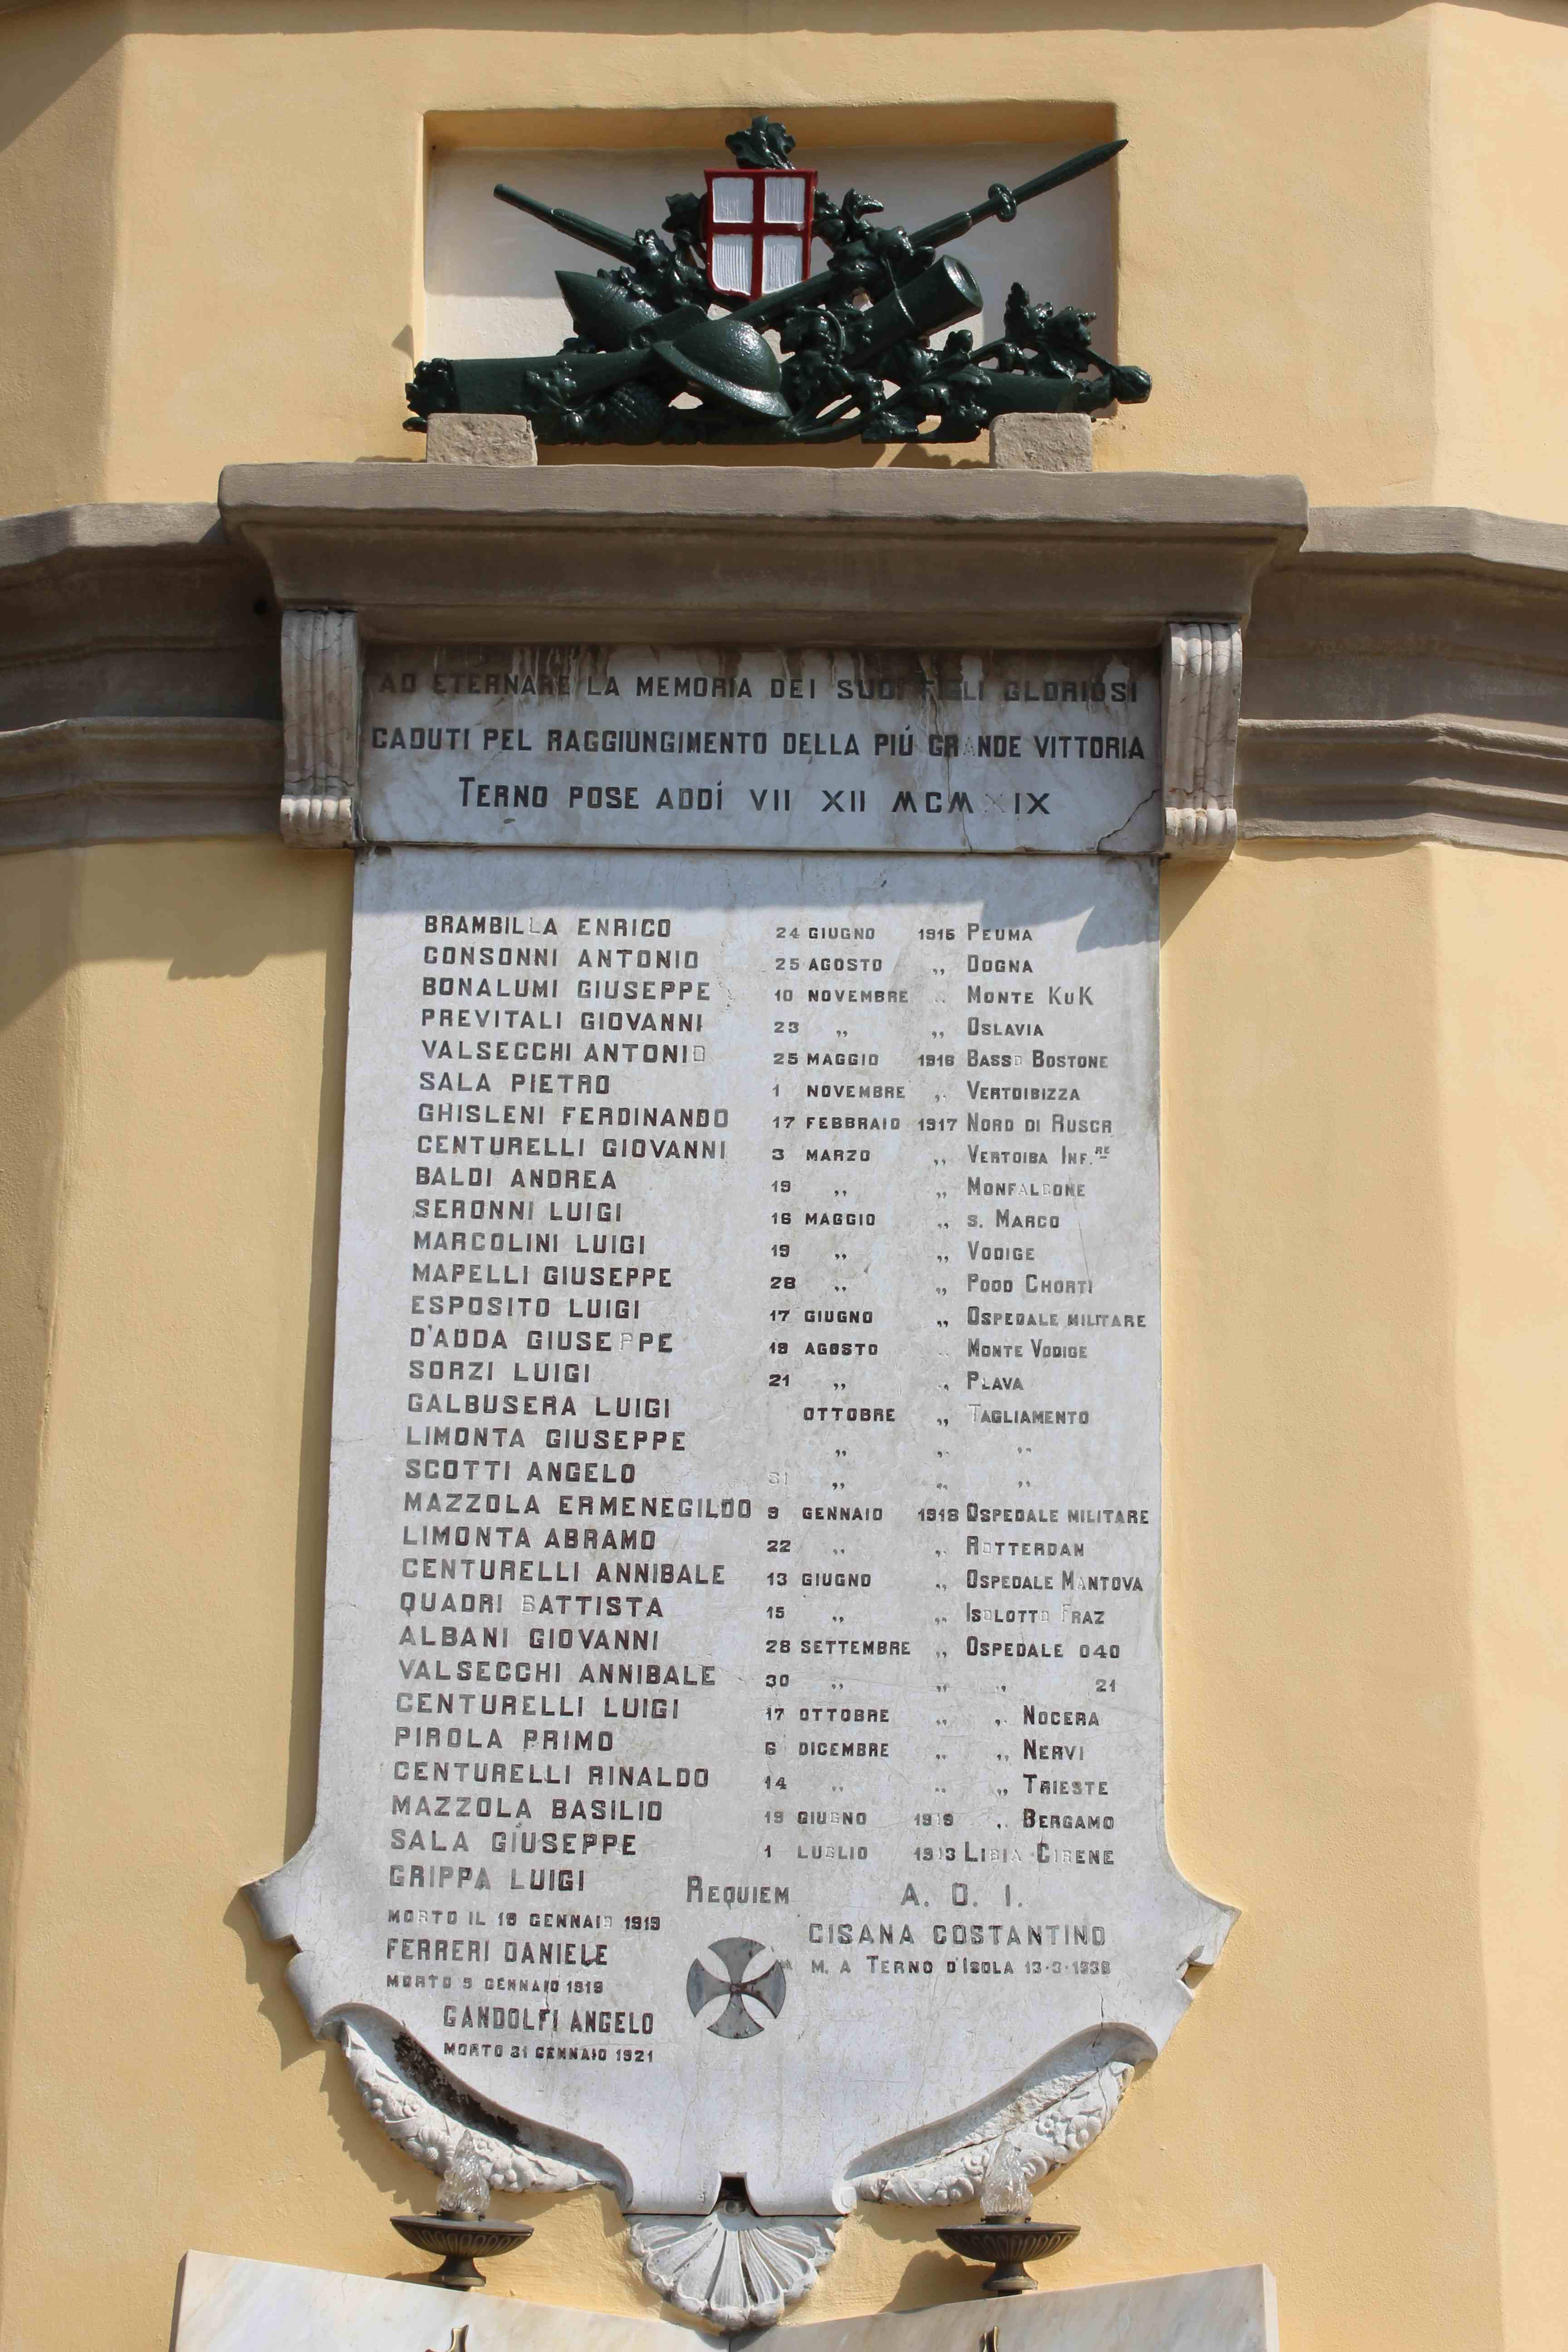 AD ETERNARE LA MEMORIA DEI SUOI FIGLI GLORIOSI
CADUTI PEL RAGGIUNGIMENTO DELLA PIÚ GRANDE VITTORIA
TERNO POSE ADDÍ VII XII MCMXIX
BRAMBILLA ENRICO 24 GIUGNO 1915 PEUMA
CONSONNI ANTONIO 25 AGOSTO ,, DOGNA
BONALUMI GIUSEPPE 10 NOVEMBRE ,, MONTE KUK
PREVITALI GIOVANNI 23 ,, ,, OSLAVIA
VALSECCHI ANTONIO 25 MAGGIO 1916 BASSO BOSTONE
SALA PIETRO 1 NOVEMBRE ,, VERTOIBIZZA
GHISLENI FERDINANDO 17 FEBBRAIO 1917 NORD DI RUSCR
CENTURELLI GIOVANNI 3 MARZO ,, VERTOIBA INF.RE
BALDI ANDREA 19 ,, ,, MONFALCONE
SERONNI LUIGI 16 MAGGIO ,, S. MARCO
MARCOLINI LUIGI 19 ,, ,, VODIGE
MAPELLI GIUSEPPE 28 ,, ,, POGO CHORTI
ESPOSITO LUIGI 17 GIUGNO ,, OSPEDALE MILITARE
D'ADDA GIUSEPPE 19 AGOSTO ,, MONTE VODIGE
SORZI LUIGI 21 ,, ,, PLAVA
GALBUSERA LUIGI OTTOBRE ,, TAGLIAMENTO
LIMONTA GIUSEPPE ,, ,, ,,
SCOTTI ANGELO 31 ,, ,, ,,
MAZZOLA ERMENEGILDO 9 GENNAIO 1918 OSPEDALE MILITARE
LIMONTA ABRAMO 22 ,, ,, ROTTERDAN
CENTURELLI ANNIBALE 13 GIUGNO ,, OSPEDALE MANTOVA
QUADRI BATTISTA 15 ,, ,, ISOLOTTO FRAZ
ALBANI GIOVANNI 28 SETTEMBRE ,, OSPEDALE 040
VALSECCHI ANNIBALE 30 ,, ,, ,, 21
CENTURELLI LUIGI 17 OTTOBRE ,, ,, NOCERA
PIROLA PRIMO 6 DICEMBRE ,, ,, NERVI
CENTURELLI RINALDO 14 ,, ,, ,, TRIESTE
MAZZOLA BASILIO 19 GIUGNO 1919 ,, BERGAMO
SALA GIUSEPPE 1 LUGLIO 1913 LIBIA CIRENE
GRIPPA LUIGI
MORTO IL 18 GENNAIO 1919
FERRERI DANIELE
MORTO 9 GENNAIO 1919
GANDOLFI ANGELO
MORTO 31 GENNAIO 1921
REQUIEM
A. O. I.
CISANA COSTANTINO
M. A TERNO D'ISOLA